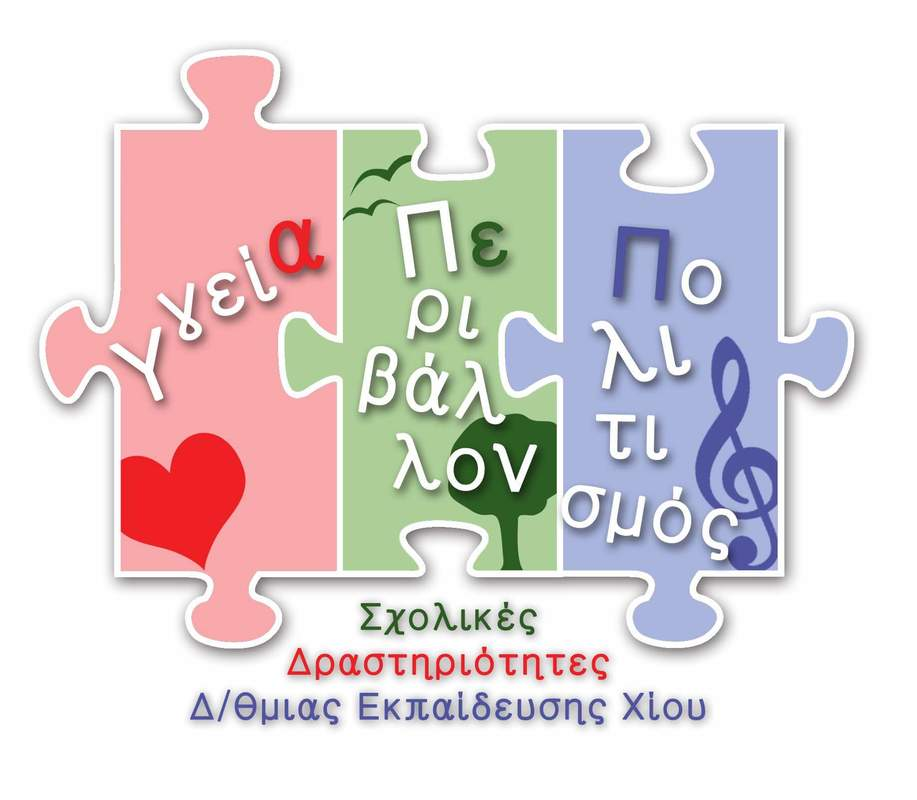 Υγεία
Πε
ρι
βάλ
λον
Πο
λι
τι
σμός
Σχολικές
Δραστηριότητες
Δ/θμιας Εκπαίδευσης Χίου